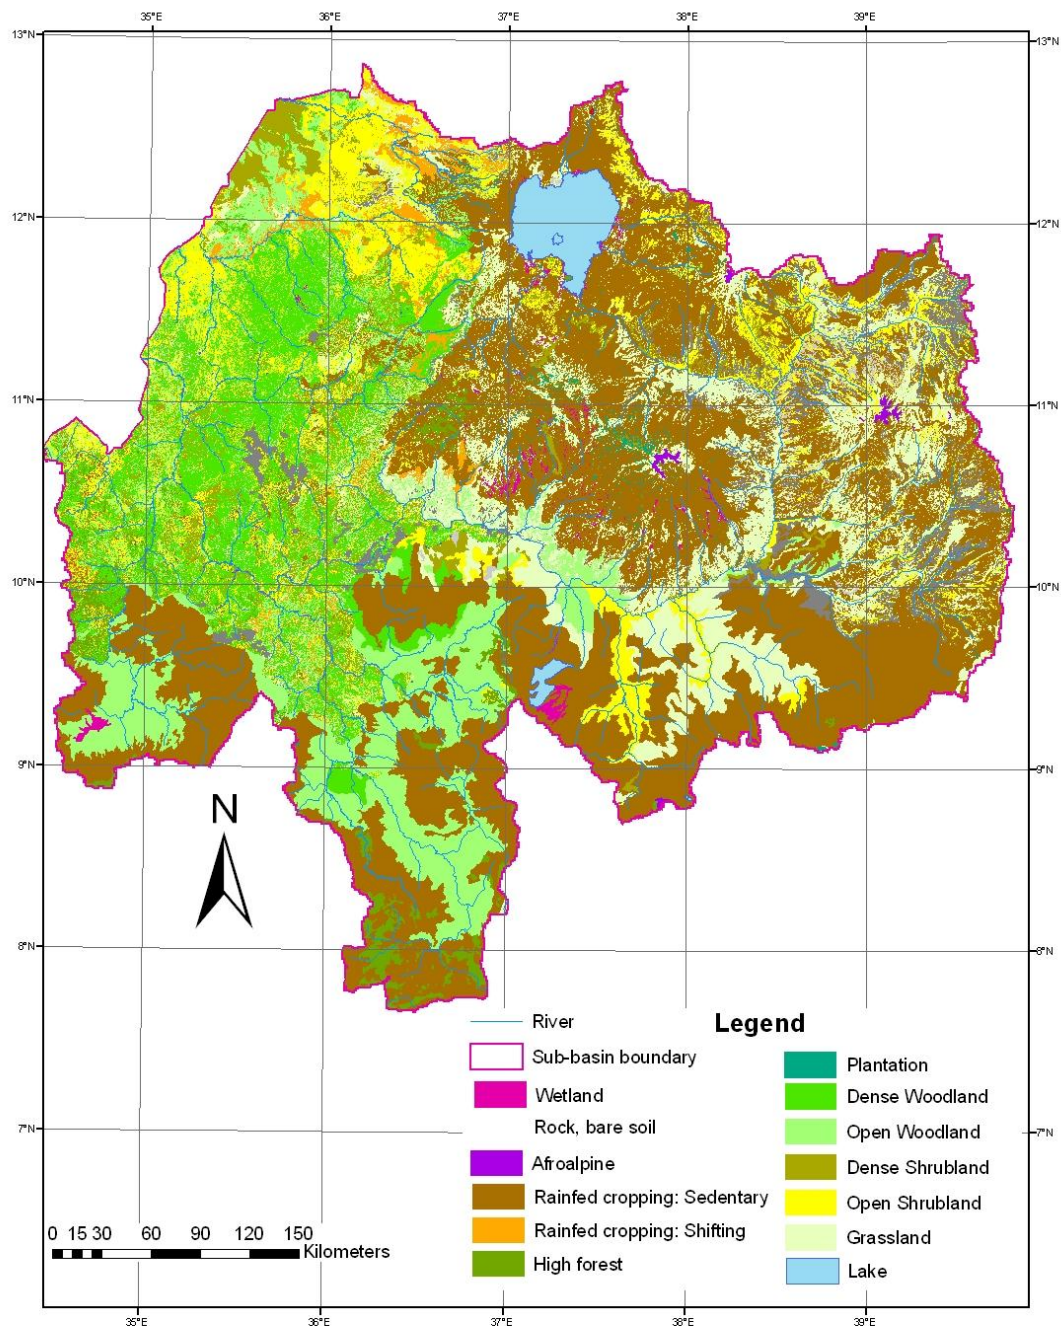 35°E 36°E 37°E 38°E 39°E
13°N 13°N
12°N 12°N
11°N 11°N
10°N 10°N
9°N 9°N
N
8°N 8°N
River
Legend
Sub-basin boundary
Plantation
Wetland
Dense Woodland
Rock, bare soil
Open Woodland
7°N 7°N
Afroalpine
Dense Shrubland
Rainfed cropping: Sedentary
Open Shrubland
Rainfed cropping: Shifting
Grassland
0 15 30 60 90 120 150
Kilometers
High forest
Lake
35°E 36°E 37°E 38°E 39°E